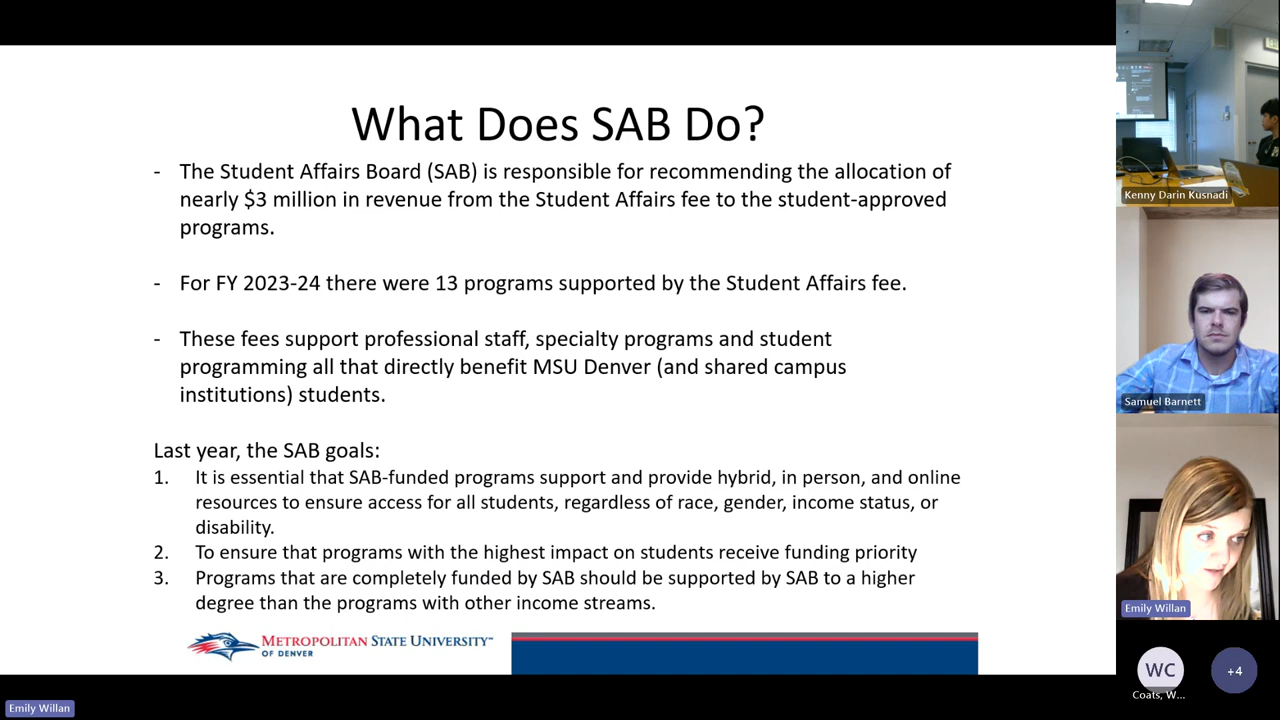 What Does SAB Do?
- The Student Affairs Board (SAB) is responsible for recommending the allocation of
nearly $3 million in revenue from the Student Affairs fee to the student-approved
programs.
- For FY 2023-24 there were 13 programs supported by the Student Affairs fee.
- These fees support professional staff, specialty programs and student
programming all that directly benefit MSU Denver (and shared campus
institutions) students.
Last year, the SAB goals:
1. It is essential that SAB-funded programs support and provide hybrid, in person, and online
resources to ensure access for all students, regardless of race, gender, income status, or
disability.
2. To ensure that programs with the highest impact on students receive funding priority
3. Programs that are completely funded by SAB should be supported by SAB to a higher
degree than the programs with other income streams.
METROPOLITAN STATE UNIVERSITY™
OF DENVER
Emily Willan
Kenny Darin Kusnadi
Samuel Barnett
Emily Willan
WC
+4
Coats, W...